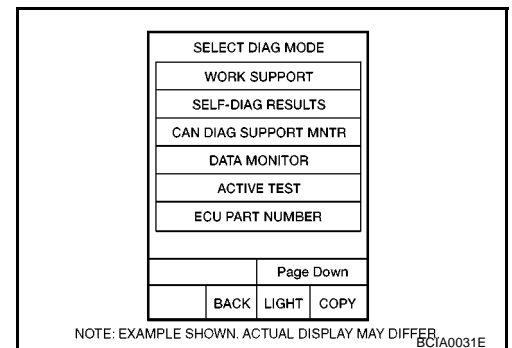 SELECT DIAG MODE
WORK SUPPORT
SELF-DIAG RESULTS
CAN DIAG SUPPORT MNTR
DATA MONITOR
ACTIVE TEST
ECU PART NUMBER
Page Down
BACK LIGHT COPY
NOTE: EXAMPLE SHOWN. ACTUAL DISPLAY MAY DIFFER
BCIA0031E